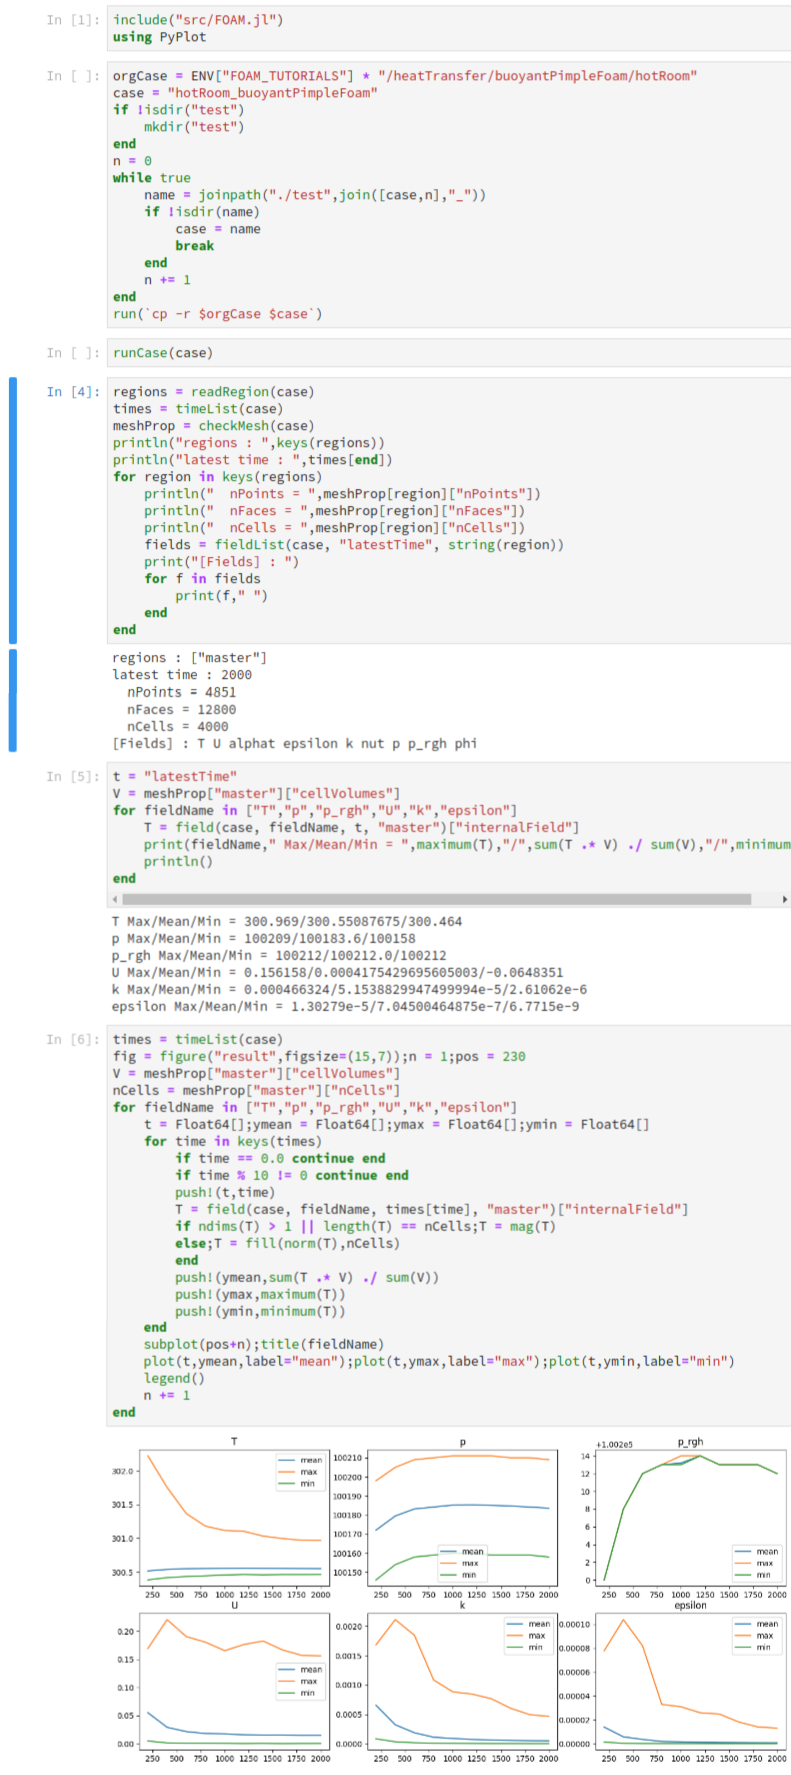 In [1]: include("src/FOAM.jl")
using PyPlot
In [ ]: orgCase = ENV["FOAM_TUTORIALS"] * "/heatTransfer/buoyantPimpleFoam/hotRoom"
case = "hotRoom_buoyantPimpleFoam"
if !isdir("test")
    mkdir("test")
end
n = 0
while true
    name = joinpath("./test",join([case,n],"_"))
    if !isdir(name)
        case = name
        break
    end
    n += 1
end
run(`cp -r $orgCase $case`)
In [ ]: runCase(case)
In [4]: regions = readRegion(case)
times = timeList(case)
meshProp = checkMesh(case)
println("regions : ",keys(regions))
println("latest time : ",times[end])
for region in keys(regions)
    println("  nPoints = ",meshProp[region]["nPoints"])
    println("  nFaces = ",meshProp[region]["nFaces"])
    println("  nCells = ",meshProp[region]["nCells"])
    fields = fieldList(case, "latestTime", string(region))
    print("[Fields] : ")
    for f in fields
        print(f," ")
    end
end
regions : ["master"]
latest time : 2000
  nPoints = 4851
  nFaces = 12800
  nCells = 4000
[Fields] : T U alphat epsilon k nut p p_rgh phi
In [5]: t = "latestTime"
V = meshProp["master"]["cellVolumes"]
for fieldName in ["T","p","p_rgh","U","k","epsilon"]
    T = field(case, fieldName, t, "master")["internalField"]
    print(fieldName," Max/Mean/Min = ",maximum(T),"/",sum(T .* V) ./ sum(V),"/",minimum
    println()
end
T Max/Mean/Min = 300.969/300.55087675/300.464
p Max/Mean/Min = 100209/100183.6/100158
p_rgh Max/Mean/Min = 100212/100212.0/100212
U Max/Mean/Min = 0.156158/0.0004175429695605003/-0.0648351
k Max/Mean/Min = 0.000466324/5.1538829947499994e-5/2.61062e-6
epsilon Max/Mean/Min = 1.30279e-5/7.04500464875e-7/6.7715e-9
In [6]: times = timeList(case)
fig = figure("result",figsize=(15,7));n = 1;pos = 230
V = meshProp["master"]["cellVolumes"]
nCells = meshProp["master"]["nCells"]
for fieldName in ["T","p","p_rgh","U","k","epsilon"]
    t = Float64[];ymean = Float64[];ymax = Float64[];ymin = Float64[]
    for time in keys(times)
        if time == 0.0 continue end
        if time % 10 != 0 continue end
        push!(t,time)
        T = field(case, fieldName, times[time], "master")["internalField"]
        if ndims(T) > 1 || length(T) == nCells;T = mag(T)
        else;T = fill(norm(T),nCells)
        end
        push!(ymean,sum(T .* V) ./ sum(V))
        push!(ymax,maximum(T))
        push!(ymin,minimum(T))
    end
    subplot(pos+n);title(fieldName)
    plot(t,ymean,label="mean");plot(t,ymax,label="max");plot(t,ymin,label="min")
    legend()
    n += 1
end
T
302.0
301.5
301.0
300.5
mean
max
min
250 500 750 1000 1250 1500 1750 2000
p
100210
100200
100190
100180
100170
100160
100150
mean
max
min
250 500 750 1000 1250 1500 1750 2000
p_rgh
+1.002e5
14
12
10
8
6
4
2
0
mean
max
min
250 500 750 1000 1250 1500 1750 2000
U
0.20
0.15
0.10
0.05
0.00
mean
max
min
250 500 750 1000 1250 1500 1750 2000
k
0.0020
0.0015
0.0010
0.0005
0.0000
mean
max
min
250 500 750 1000 1250 1500 1750 2000
epsilon
0.00010
0.00008
0.00006
0.00004
0.00002
0.00000
mean
max
min
250 500 750 1000 1250 1500 1750 2000